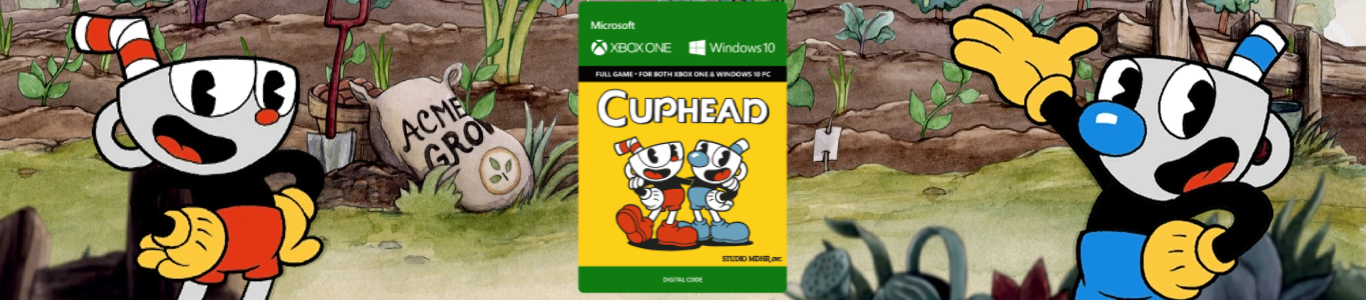 ACME
GROW
Microsoft
XBOX ONE Windows 10
FULL GAME - FOR BOTH XBOX ONE & WINDOWS 10 PC
CUPHEAD
STUDIO MDHR, INC.
DIGITAL CODE